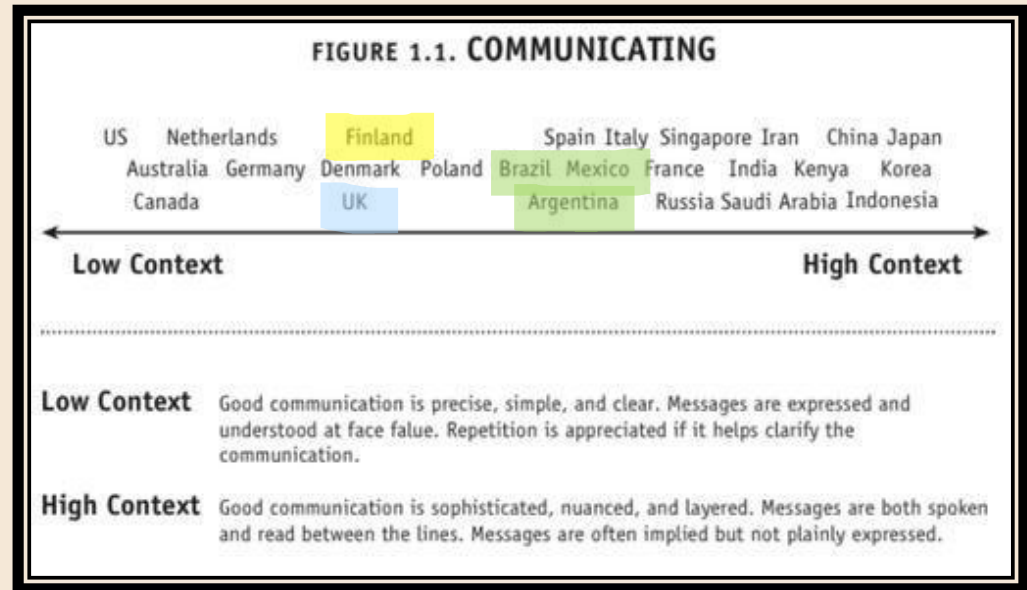 FIGURE 1.1. COMMUNICATING
US Netherlands Finland Spain Italy Singapore Iran China Japan
Australia Germany Denmark Poland Brazil Mexico France India Kenya Korea
Canada UK Argentina Russia Saudi Arabia Indonesia
Low Context High Context
Low Context Good communication is precise, simple, and clear. Messages are expressed and
understood at face falue. Repetition is appreciated if it helps clarify the
communication.
High Context Good communication is sophisticated, nuanced, and layered. Messages are both spoken
and read between the lines. Messages are often implied but not plainly expressed.